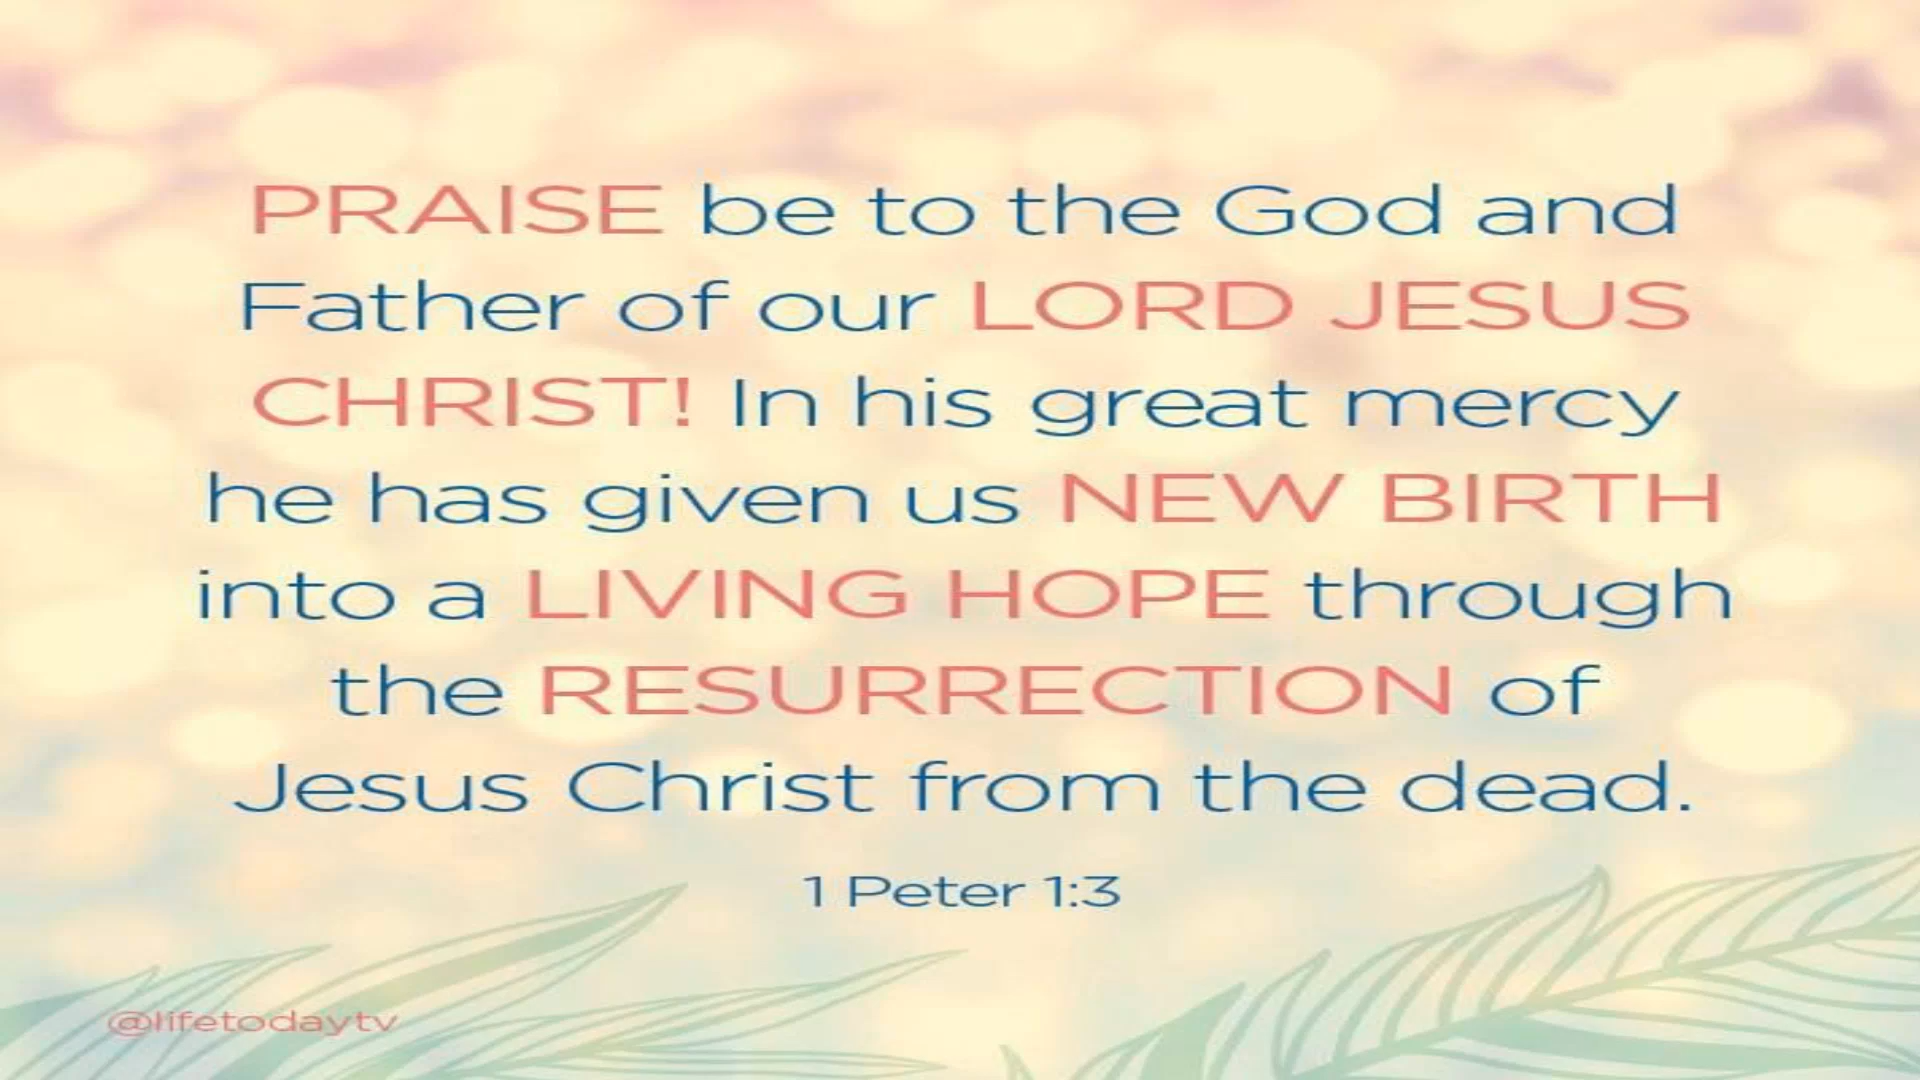 PRAISE be to the God and
Father of our LORD JESUS
CHRIST! In his great mercy
he has given us NEW BIRTH
into a LIVING HOPE through
the RESURRECTION of
Jesus Christ from the dead.
1 Peter 1:3
@lifetodaytv